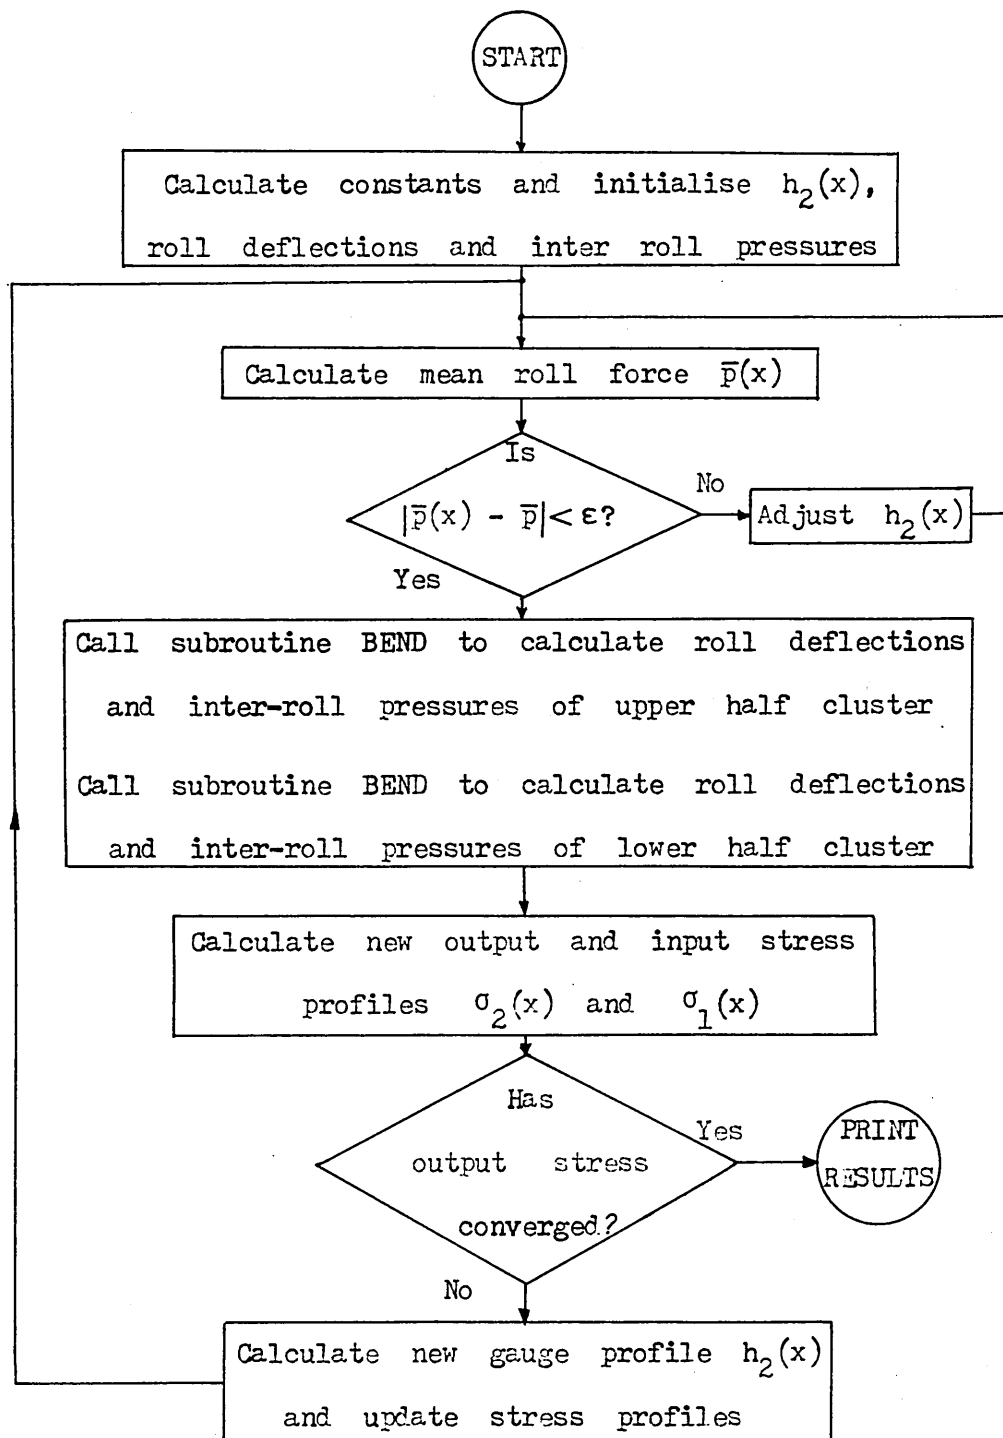 START
Calculate constants and initialise h₂(x),
roll deflections and inter roll pressures
Calculate mean roll force p̅(x)
Is
|p̅(x) - p̅| < ε?
No
Adjust h₂(x)
Yes
Call subroutine BEND to calculate roll deflections
and inter-roll pressures of upper half cluster
Call subroutine BEND to calculate roll deflections
and inter-roll pressures of lower half cluster
Calculate new output and input stress
profiles σ₂(x) and σ₁(x)
Has
output stress
converged?
Yes
PRINT
RESULTS
No
Calculate new gauge profile h₂(x)
and update stress profiles